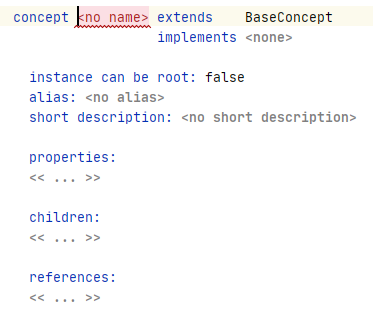 concept <no name> extends BaseConcept
implements <none>
instance can be root: false
alias: <no alias>
short description: <no short description>
properties:
<< ... >>
children:
<< ... >>
references:
<< ... >>